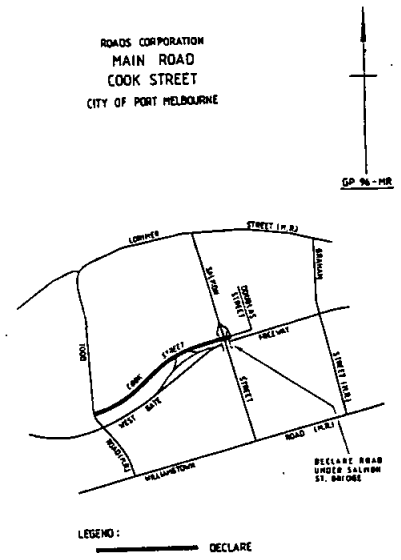 ROADS CORPORATION
MAIN ROAD
COOK STREET
CITY OF PORT MELBOURNE
GP 96-MR
LORIMER
STREET (M.R.)
GRAHAM
STREET (M.R.)
SALMON
STREET
DOUGLAS
STREET
TODD
ROAD (M.R.)
COOK
STREET
FREEWAY
WEST GATE
WILLIAMSTOWN
ROAD (M.R.)
DECLARE ROAD
UNDER SALMON
ST. BRIDGE
LEGEND:
DECLARE